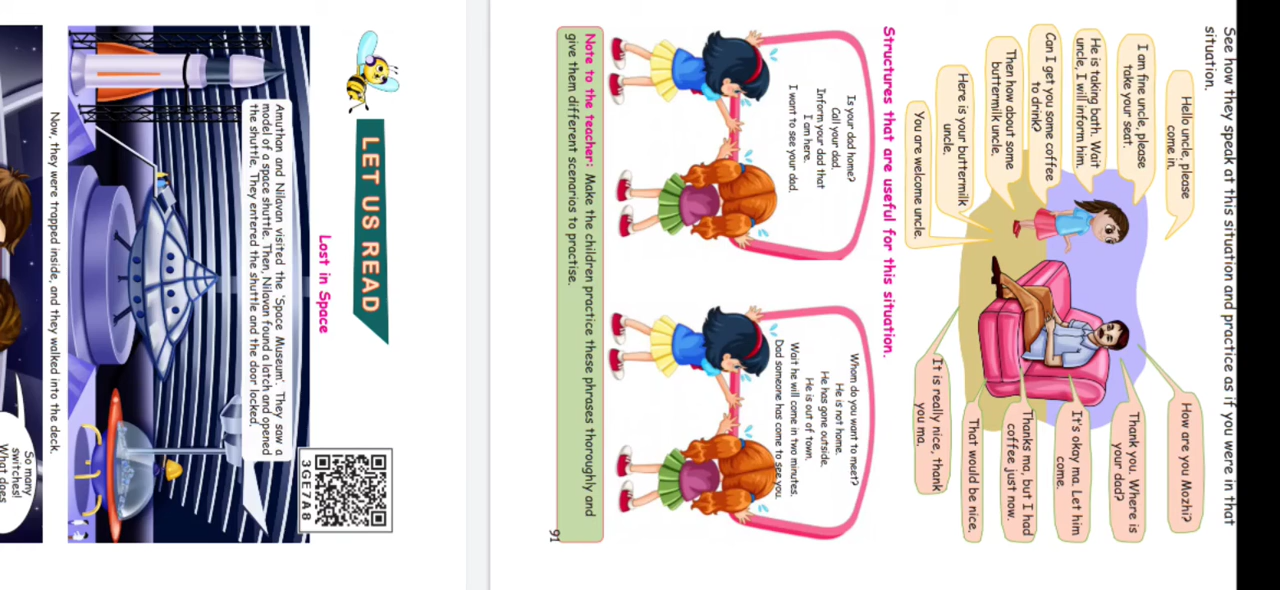 See how they speak at this situation and practice as if you were in that
situation.
Hello uncle, please
come in.
How are you Mozhi?
I am fine uncle, please
take your seat.
Thank you. Where is
your dad?
He is taking bath. Wait
uncle, I will inform him.
It's okay ma. Let him
come.
Can I get you some coffee
to drink?
Thanks ma, but I had
coffee just now.
Then how about some
buttermilk uncle.
That would be nice.
Here is your buttermilk
uncle.
It is really nice, thank
you ma.
You are welcome uncle.
Structures that are useful for this situation.
Is your dad home?
Call your dad.
Inform your dad that
I am here.
I want to see your dad.
Whom do you want to meet?
He is not home.
He has gone outside.
He is out of town.
Wait he will come in two minutes.
Dad someone has come to see you.
Note to the teacher: Make the children practice these phrases thoroughly and
give them different scenarios to practise.
91
LET US READ
3GE7A8
Lost in Space
Amuthan and Nilavan visited the 'Space Museum'. They saw a
model of a space shuttle. Then, Nilavan found a latch and opened
the shuttle. They entered the shuttle and the door locked.
Now, they were trapped inside, and they walked into the deck.
So many
switches!
What does